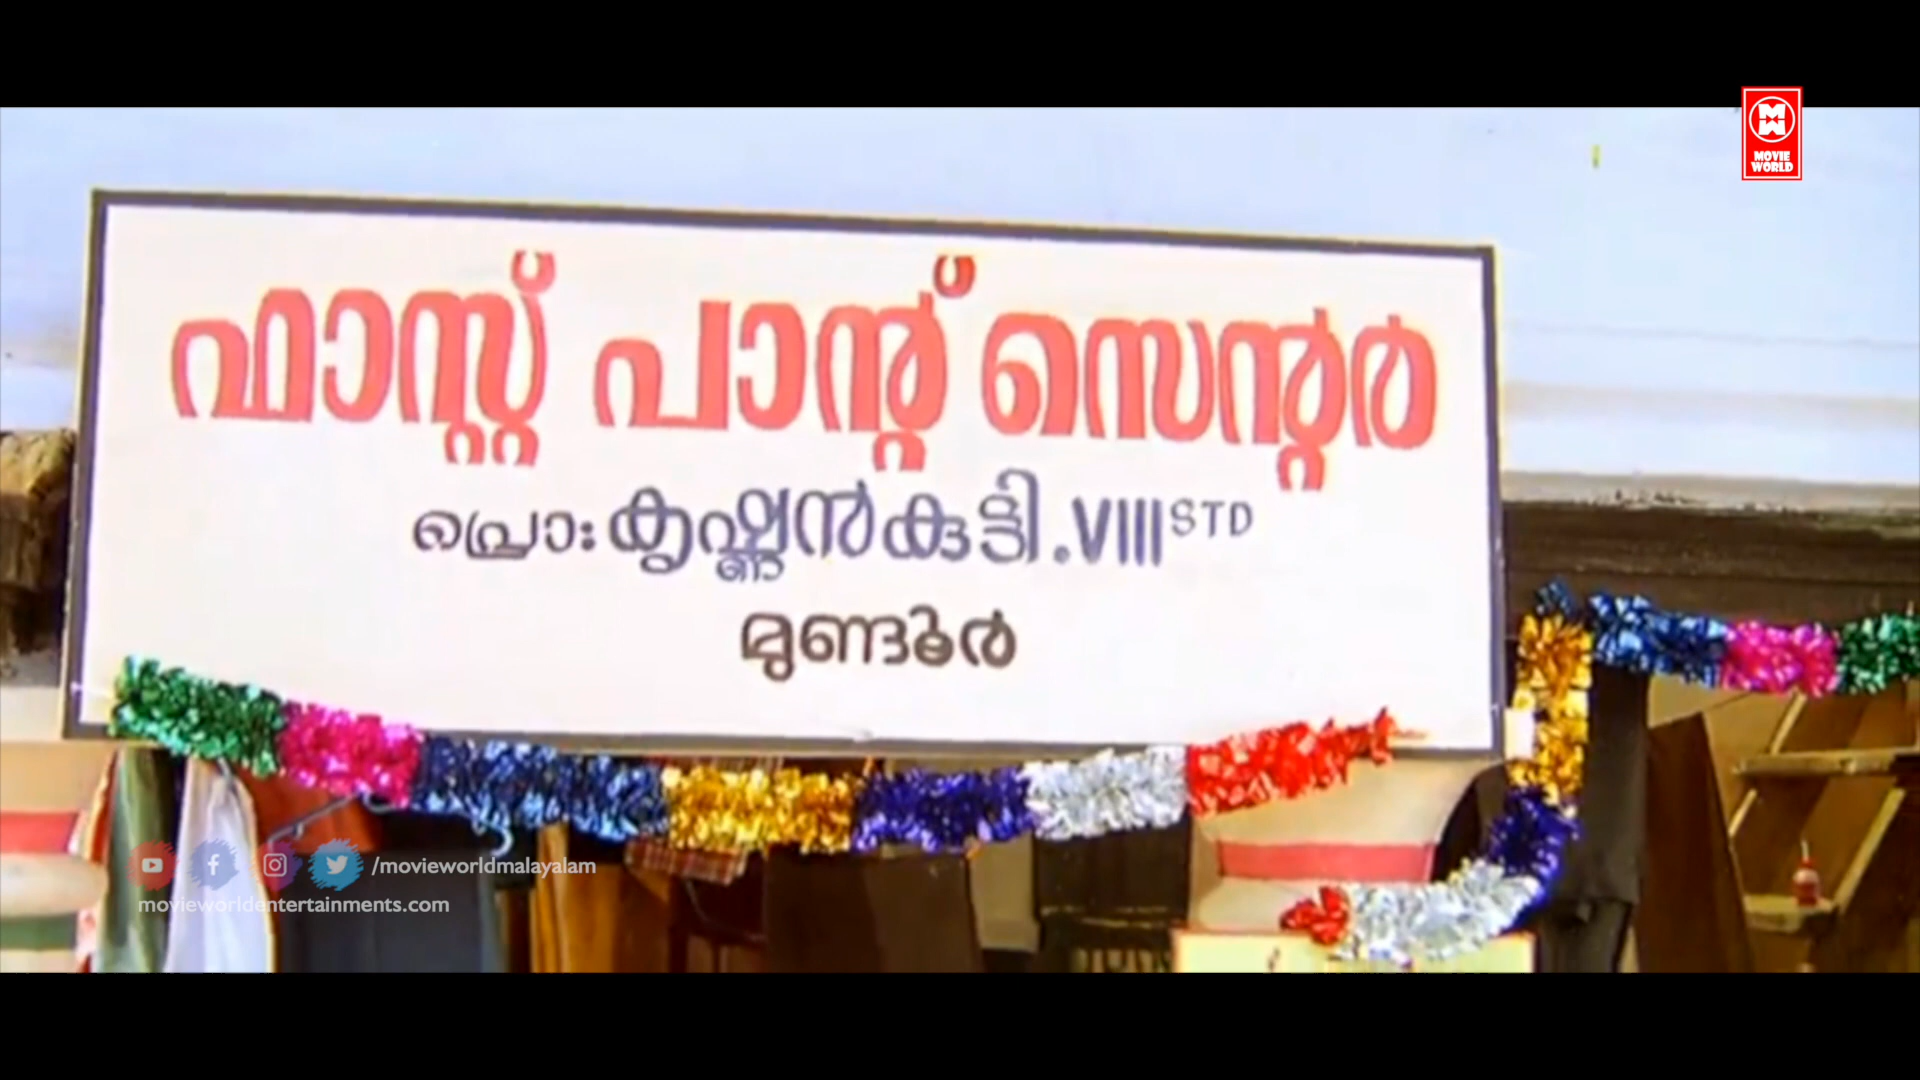 MOVIE
WORLD
ഫാസ്റ്റ് പാന്റ് സെന്റർ
പ്രൊ: കൃഷ്ണൻകുട്ടി. VIII STD
മുണ്ടൂർ
/movieworldmalayalam
movieworldentertainments.com